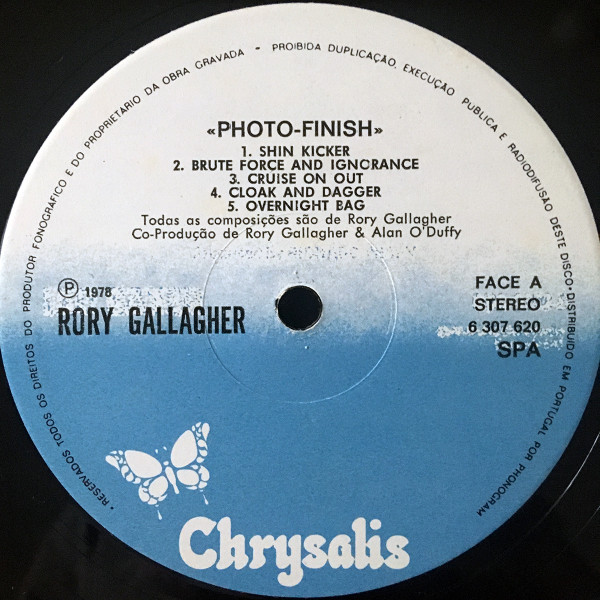 RESERVADOS TODOS OS DIREITOS DO PRODUTOR FONOGRÁFICO E DO PROPRIETARIO DA OBRA GRAVADA - PROIBIDA DUPLICAÇÃO, EXECUÇÃO PUBLICA E RADIODIFUSÃO DESTE DISCO • DISTRIBUIDO EM PORTUGAL POR PHONOGRAM
«PHOTO-FINISH»
1. SHIN KICKER
2. BRUTE FORCE AND IGNORANCE
3. CRUISE ON OUT
4. CLOAK AND DAGGER
5. OVERNIGHT BAG
Todas as composições são de Rory Gallagher
Co-Produção de Rory Gallagher & Alan O'Duffy
Ⓟ 1978
RORY GALLAGHER
FACE A
STEREO
6 307 620
SPA
Chrysalis